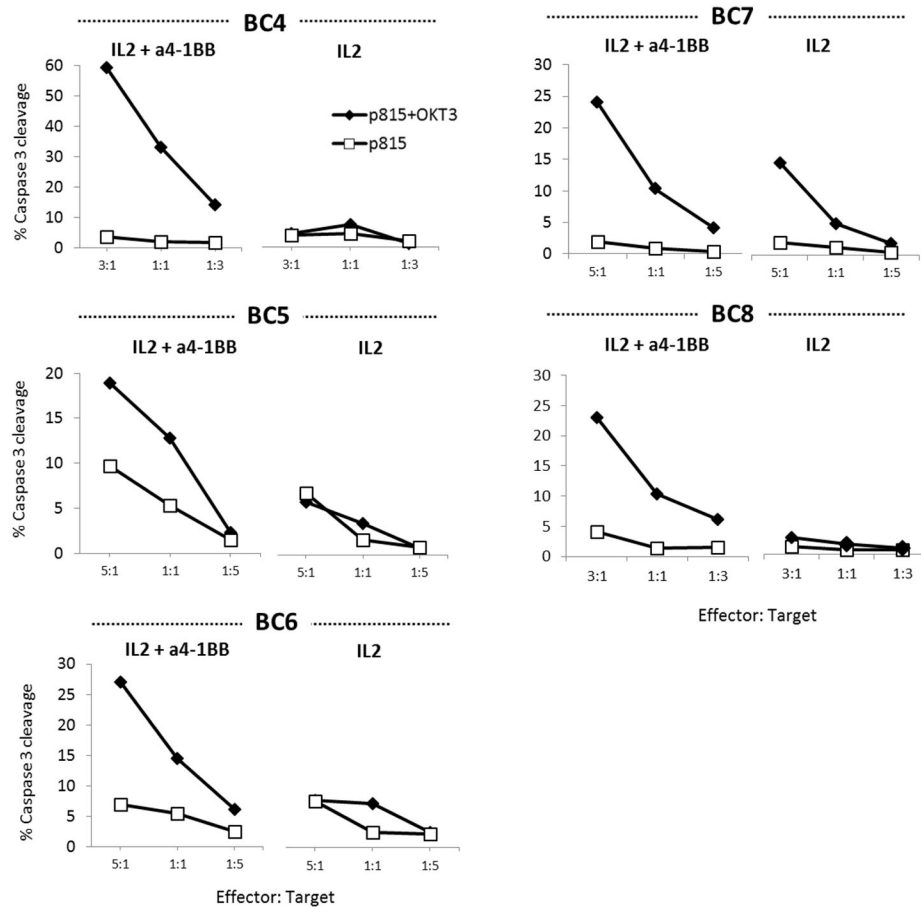 BC4
IL2 + a4-1BB
IL2
% Caspase 3 cleavage
60
50
40
30
20
10
0
p815+OKT3
p815
3:1 1:1 1:3
3:1 1:1 1:3
BC7
IL2 + a4-1BB
IL2
30
25
20
15
10
5
0
5:1 1:1 1:5
5:1 1:1 1:5
BC5
IL2 + a4-1BB
IL2
% Caspase 3 cleavage
20
15
10
5
0
5:1 1:1 1:5
5:1 1:1 1:5
BC8
IL2 + a4-1BB
IL2
30
25
20
15
10
5
0
3:1 1:1 1:3
3:1 1:1 1:3
Effector: Target
BC6
IL2 + a4-1BB
IL2
% Caspase 3 cleavage
30
25
20
15
10
5
0
5:1 1:1 1:5
5:1 1:1 1:5
Effector: Target